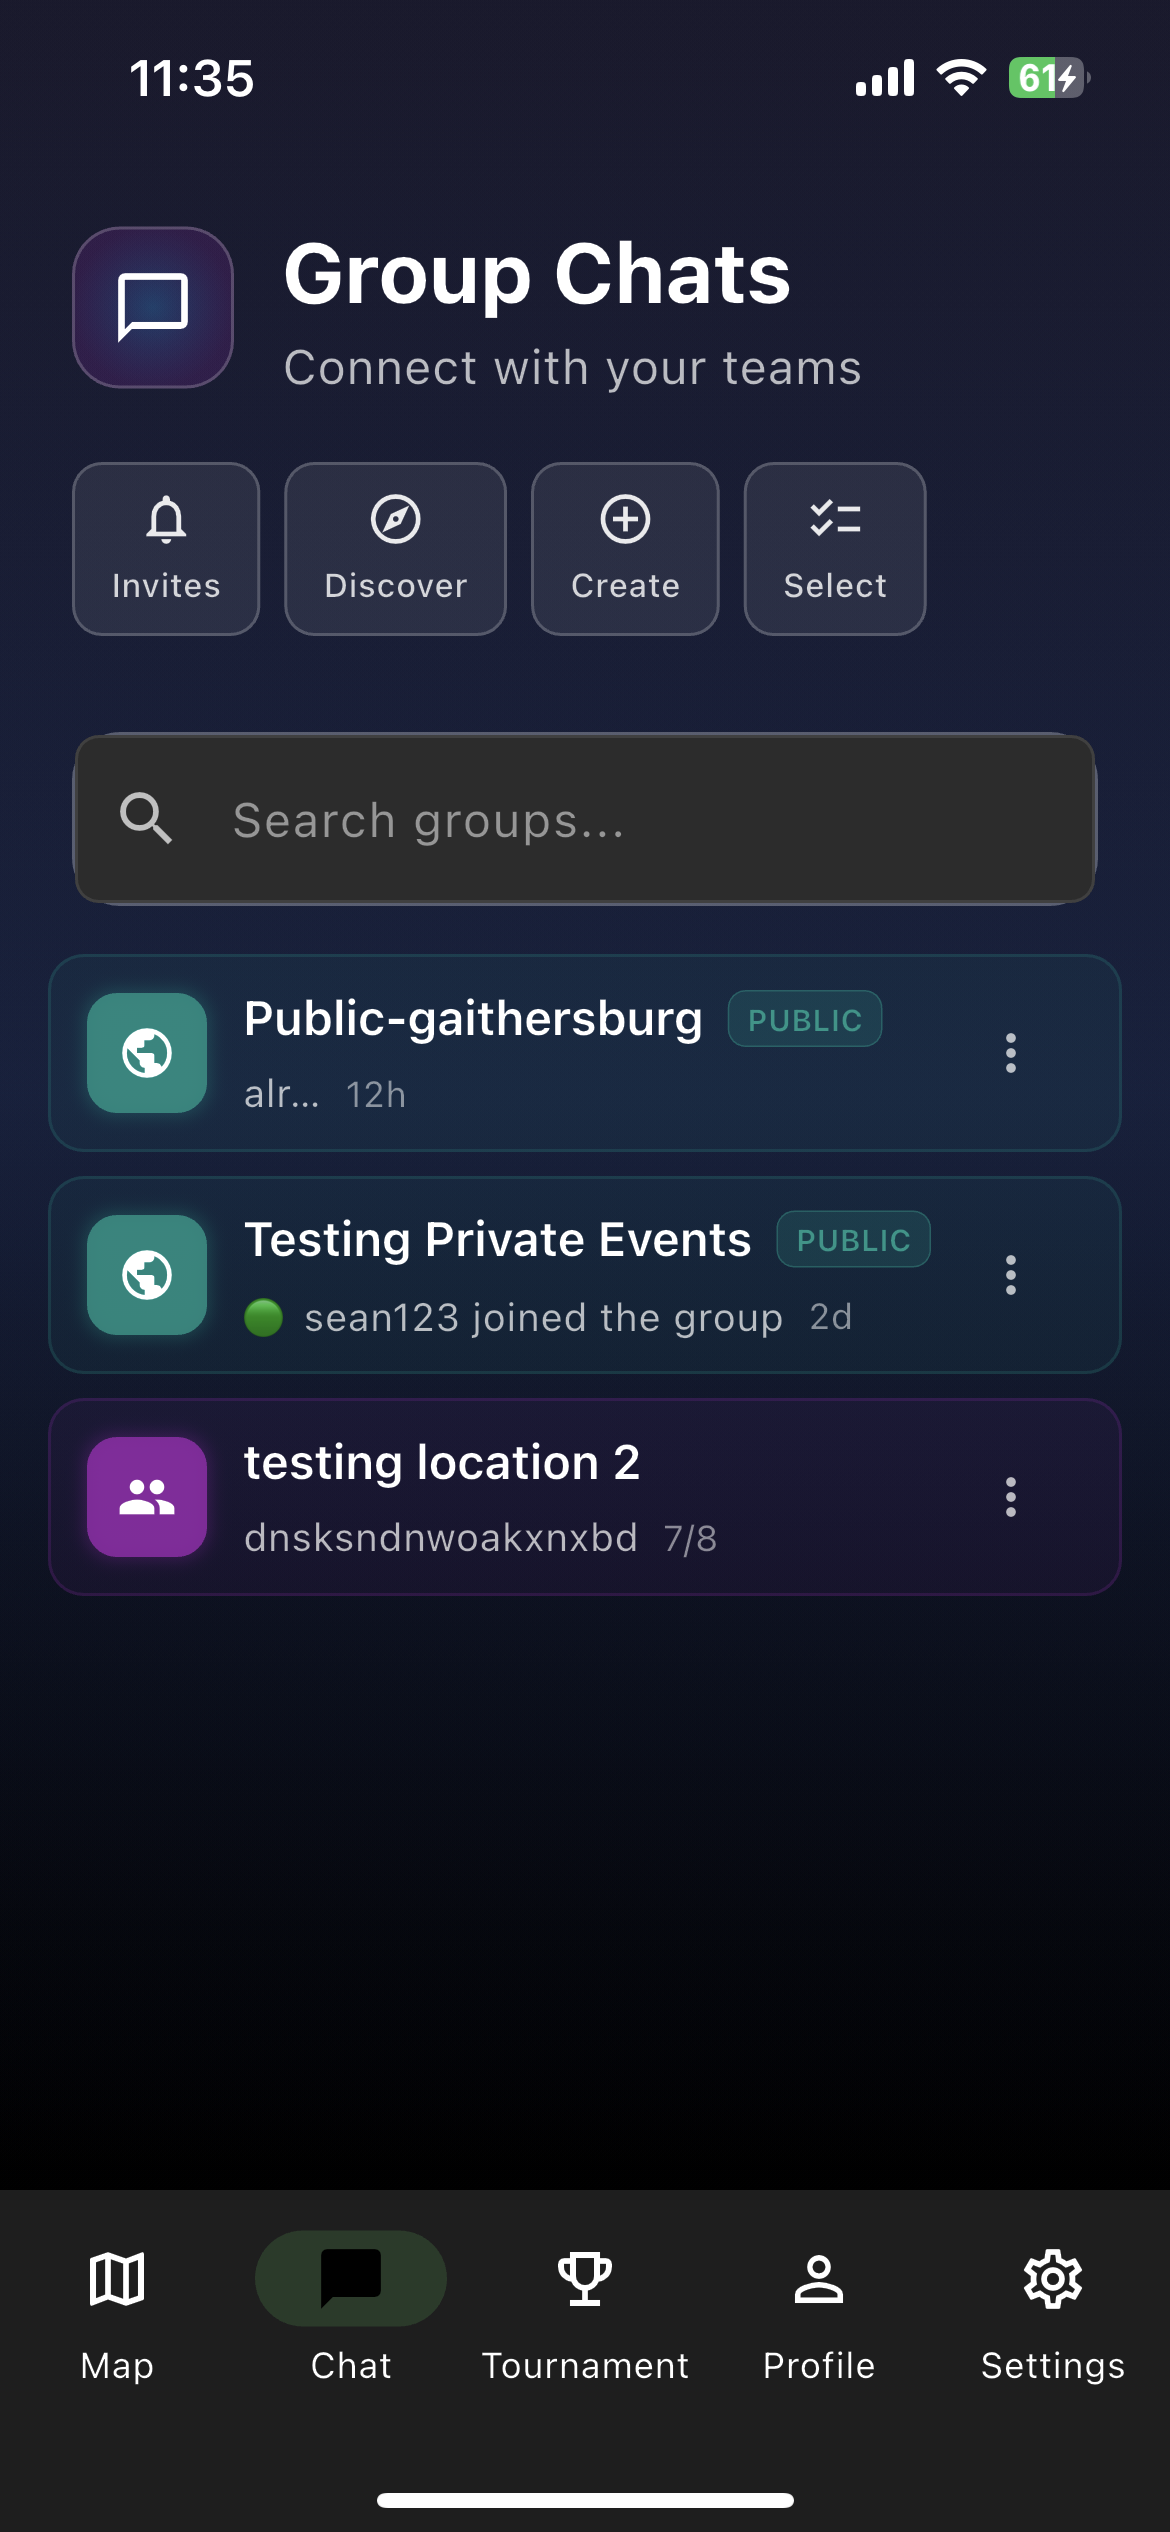 11:35
61
Group Chats
Connect with your teams
Invites Discover Create Select
Search groups...
Public-gaithersburg PUBLIC
alr... 12h
Testing Private Events PUBLIC
sean123 joined the group 2d
testing location 2
dnsksndnwoakxnxbd 7/8
Map Chat Tournament Profile Settings